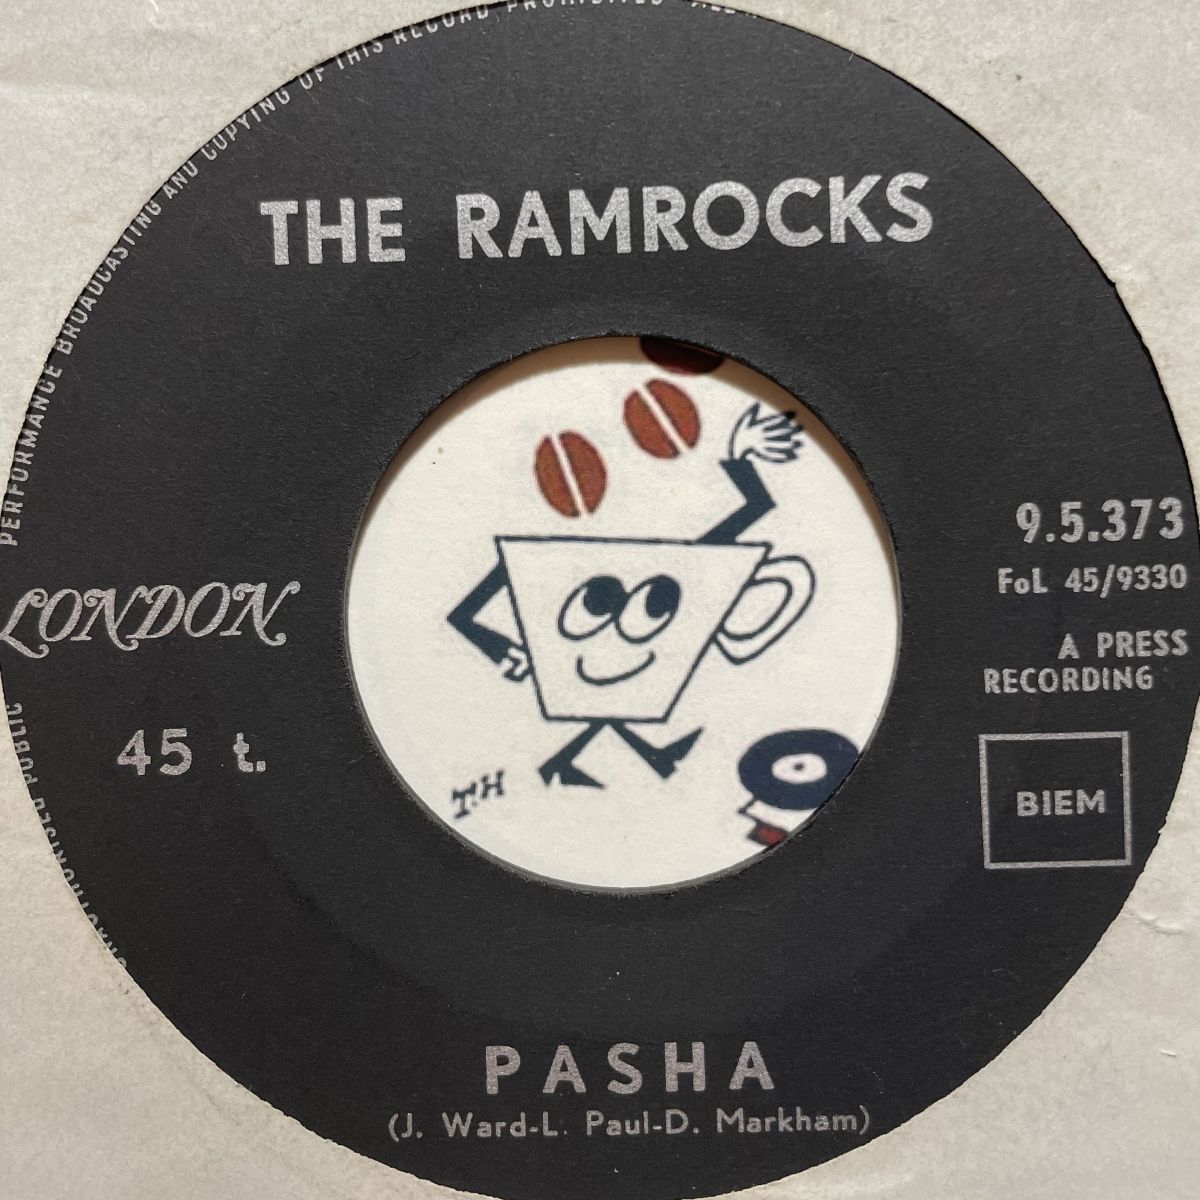 PERFORMANCE BROADCASTING AND COPYING OF THIS RECORD PROHIBITED
THE RAMROCKS
9.5.373
FoL 45/9330
LONDON
A PRESS
RECORDING
45 t.
BIEM
T.H
PASHA
(J. Ward-L. Paul-D. Markham)
PUBLIC